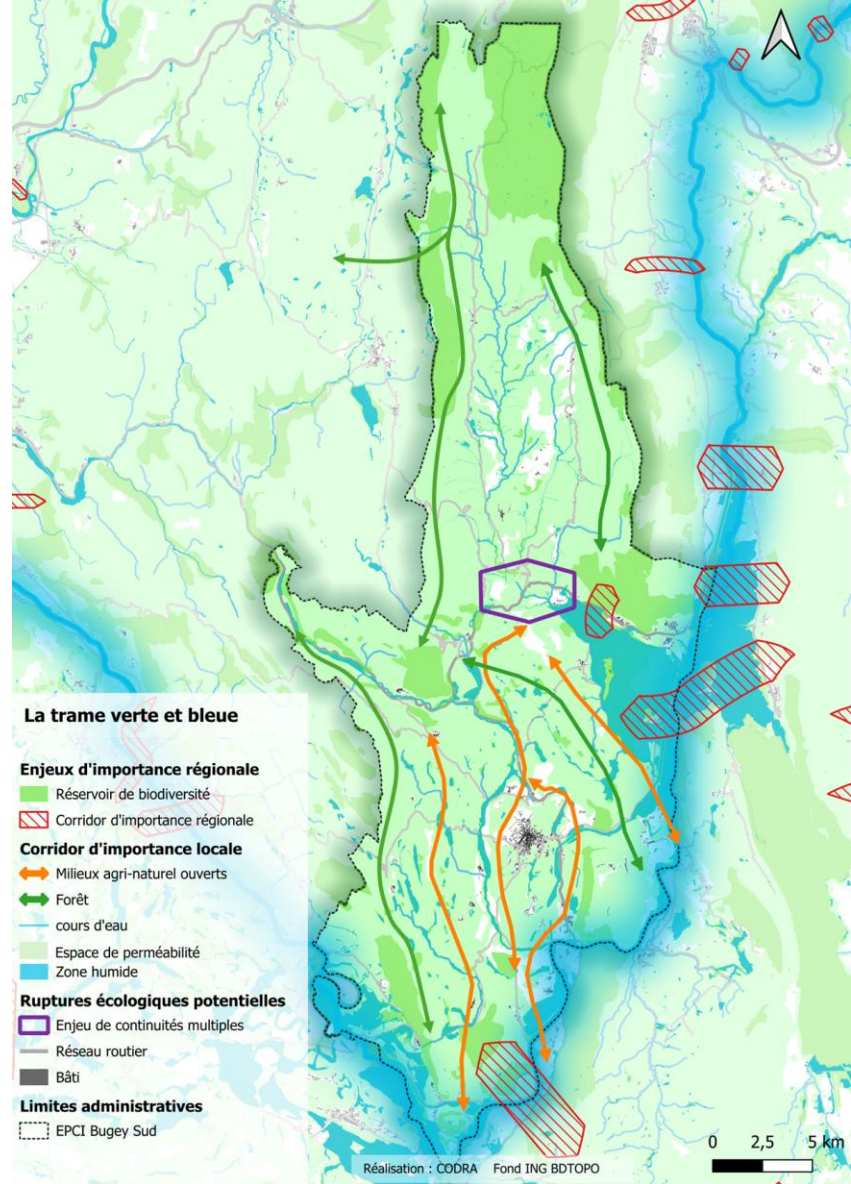 La trame verte et bleue
Enjeux d'importance régionale
Réservoir de biodiversité
Corridor d'importance régionale
Corridor d'importance locale
Milieux agri-naturel ouverts
Forêt
cours d'eau
Espace de perméabilité
Zone humide
Ruptures écologiques potentielles
Enjeu de continuités multiples
Réseau routier
Bâti
Limites administratives
EPCI Bugey Sud
0 2,5 5 km
Réalisation : CODRA Fond ING BDTOPO